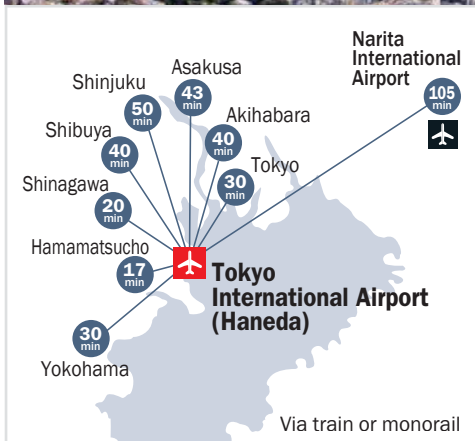 Narita
International
Airport
105
min
Asakusa
43
min
Shinjuku
50
min
Akihabara
40
min
Shibuya
40
min
Tokyo
30
min
Shinagawa
20
min
Hamamatsucho
17
min
Tokyo
International Airport
(Haneda)
30
min
Yokohama
Via train or monorail